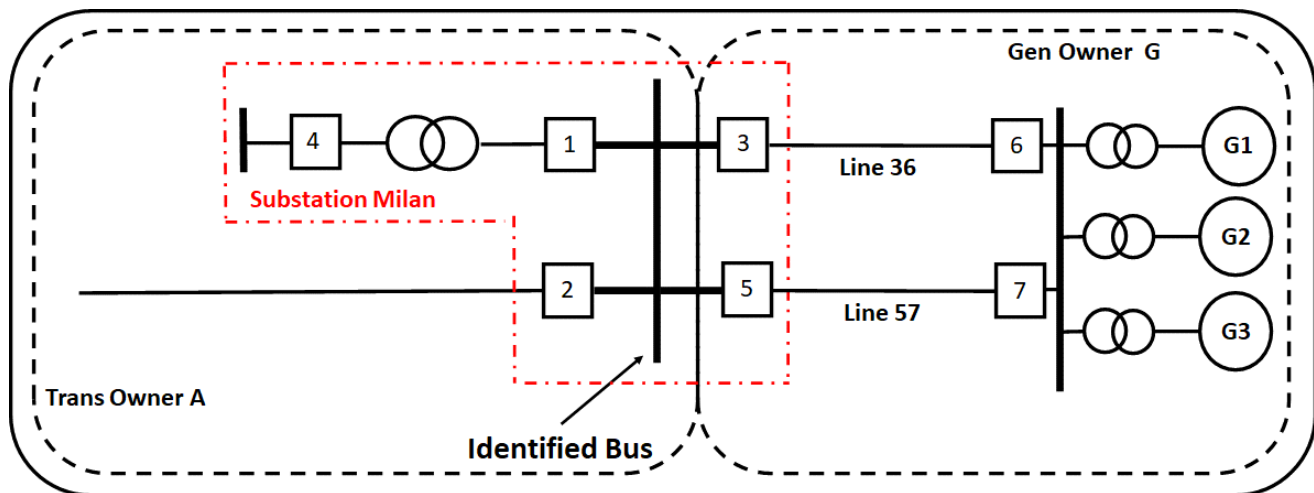 Gen Owner G
4
1
3
6
G1
Line 36
Substation Milan
G2
2
5
7
Line 57
G3
Trans Owner A
Identified Bus